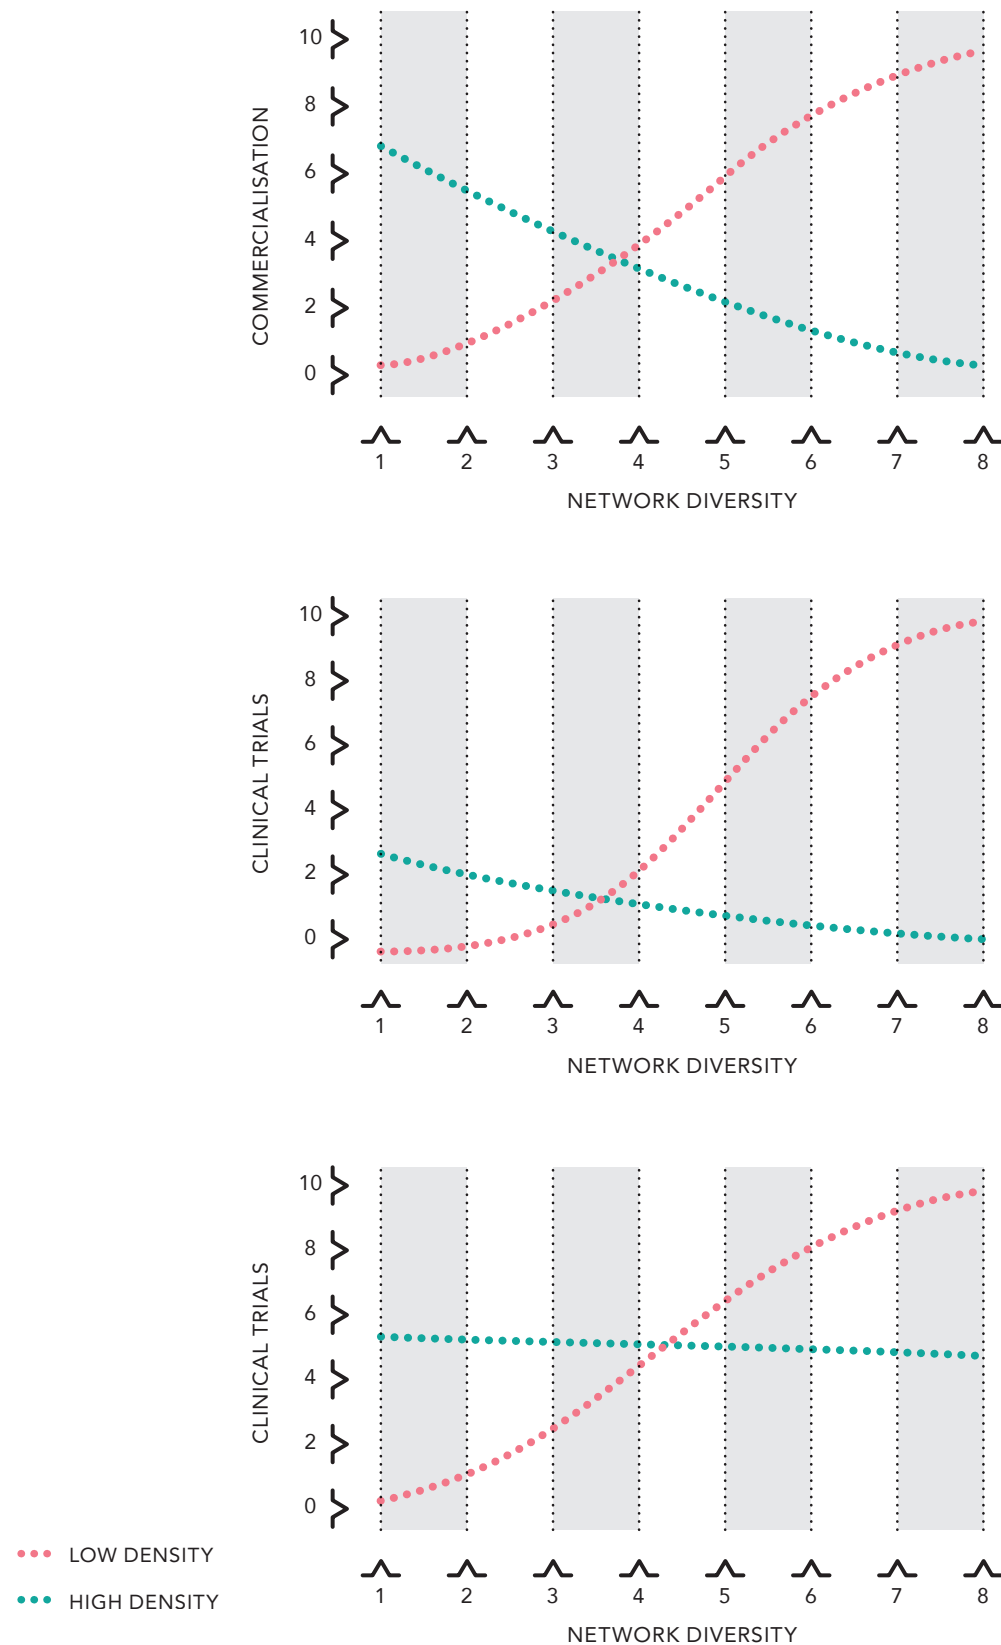 COMMERCIALISATION
10
8
6
4
2
0
1 2 3 4 5 6 7 8
NETWORK DIVERSITY
CLINICAL TRIALS
10
8
6
4
2
0
1 2 3 4 5 6 7 8
NETWORK DIVERSITY
CLINICAL TRIALS
10
8
6
4
2
0
1 2 3 4 5 6 7 8
NETWORK DIVERSITY
LOW DENSITY
HIGH DENSITY